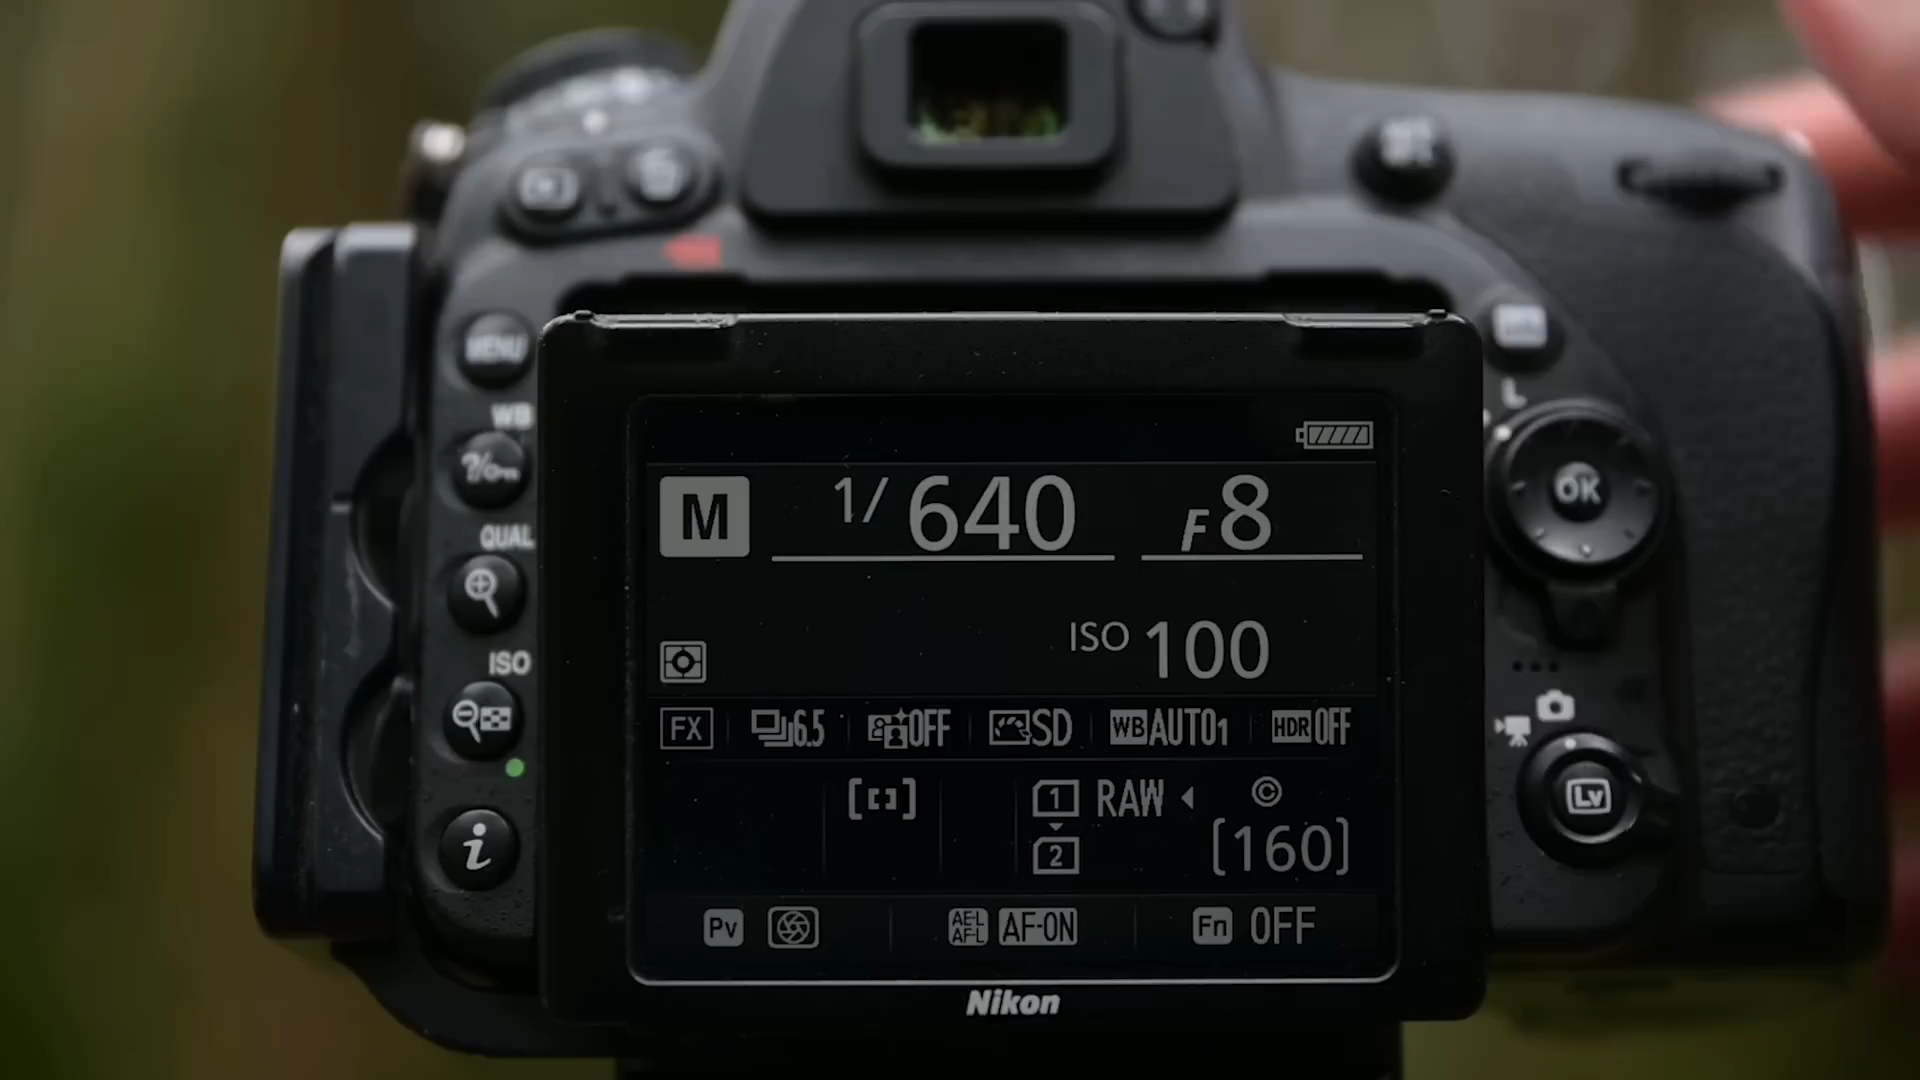 MENU
WB
?/
QUAL
ISO
i
L
OK
Lv
M 1/640 F8
ISO 100
FX 6.5 OFF SD WB AUTO1 HDR OFF
1 RAW ©
2 [160]
Pv AE-L AF-L AF-ON Fn OFF
Nikon